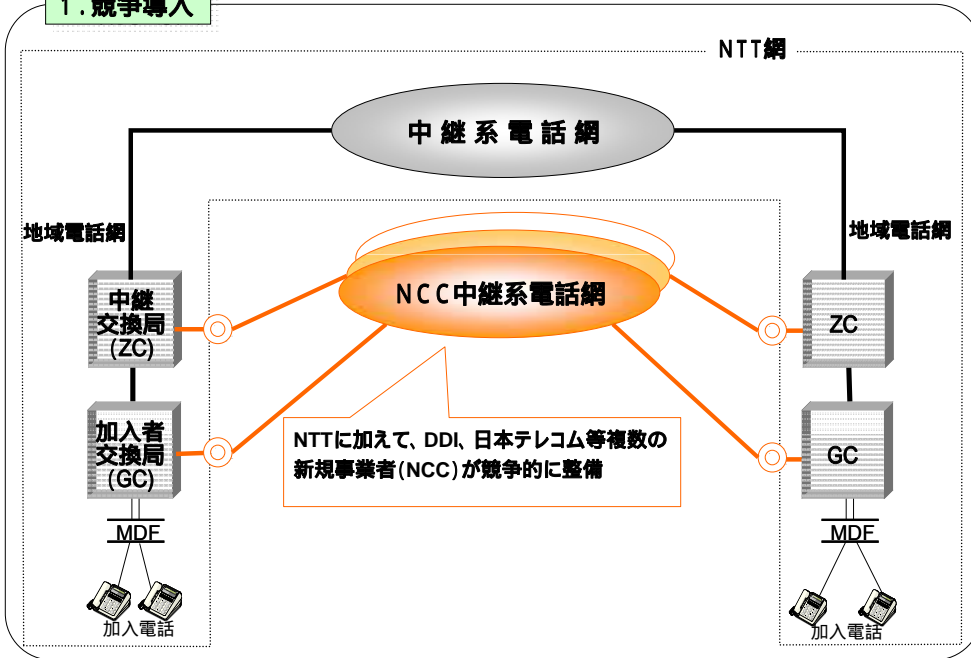 1.競争導入
NTT網
中継系電話網
地域電話網
地域電話網
NCC中継系電話網
中継
交換局
(ZC)
ZC
加入者
交換局
(GC)
GC
NTTに加えて、DDI、日本テレコム等複数の
新規事業者(NCC)が競争的に整備
MDF
MDF
加入電話
加入電話